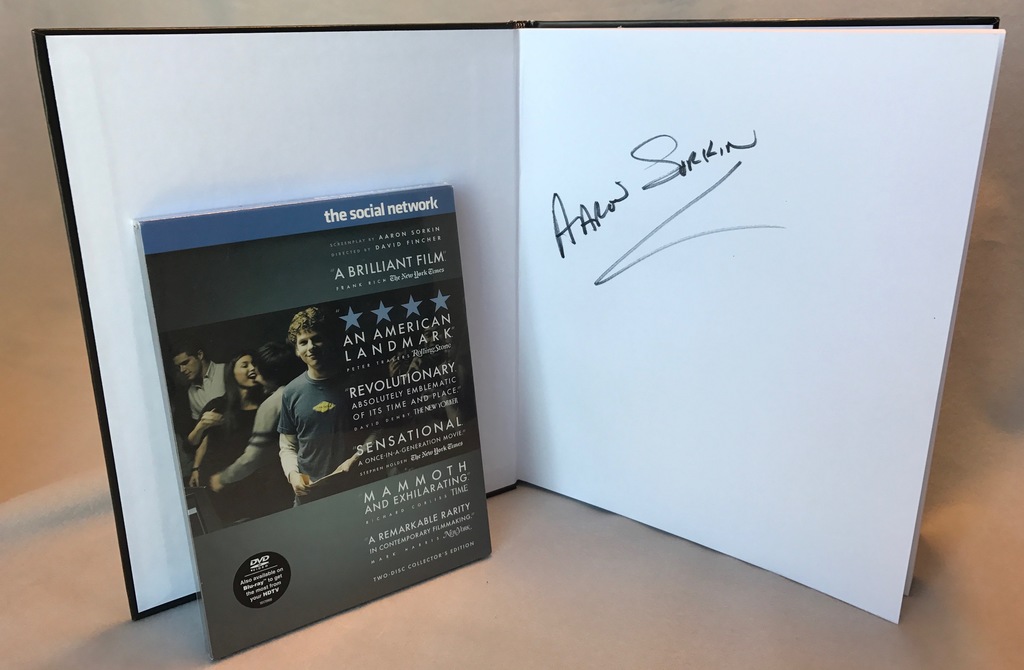 the social network
SCREENPLAY BY AARON SORKIN
DIRECTED BY DAVID FINCHER
"A BRILLIANT FILM."
FRANK RICH The New York Times
"AN AMERICAN
LANDMARK"
PETER TRAVERS Rolling Stone
"REVOLUTIONARY
ABSOLUTELY EMBLEMATIC
OF ITS TIME AND PLACE."
DAVID DENBY THE NEW YORKER
"SENSATIONAL
A ONCE-IN-A-GENERATION MOVIE."
STEPHEN HOLDEN The New York Times
"MAMMOTH
AND EXHILARATING"
RICHARD CORLISS TIME
"A REMARKABLE RARITY
IN CONTEMPORARY FILMMAKING."
MARK HARRIS NEW YORK
TWO-DISC COLLECTOR'S EDITION
DVD
Also available on
Blu-ray™ to get
the most from
your HDTV
AARON SORKIN